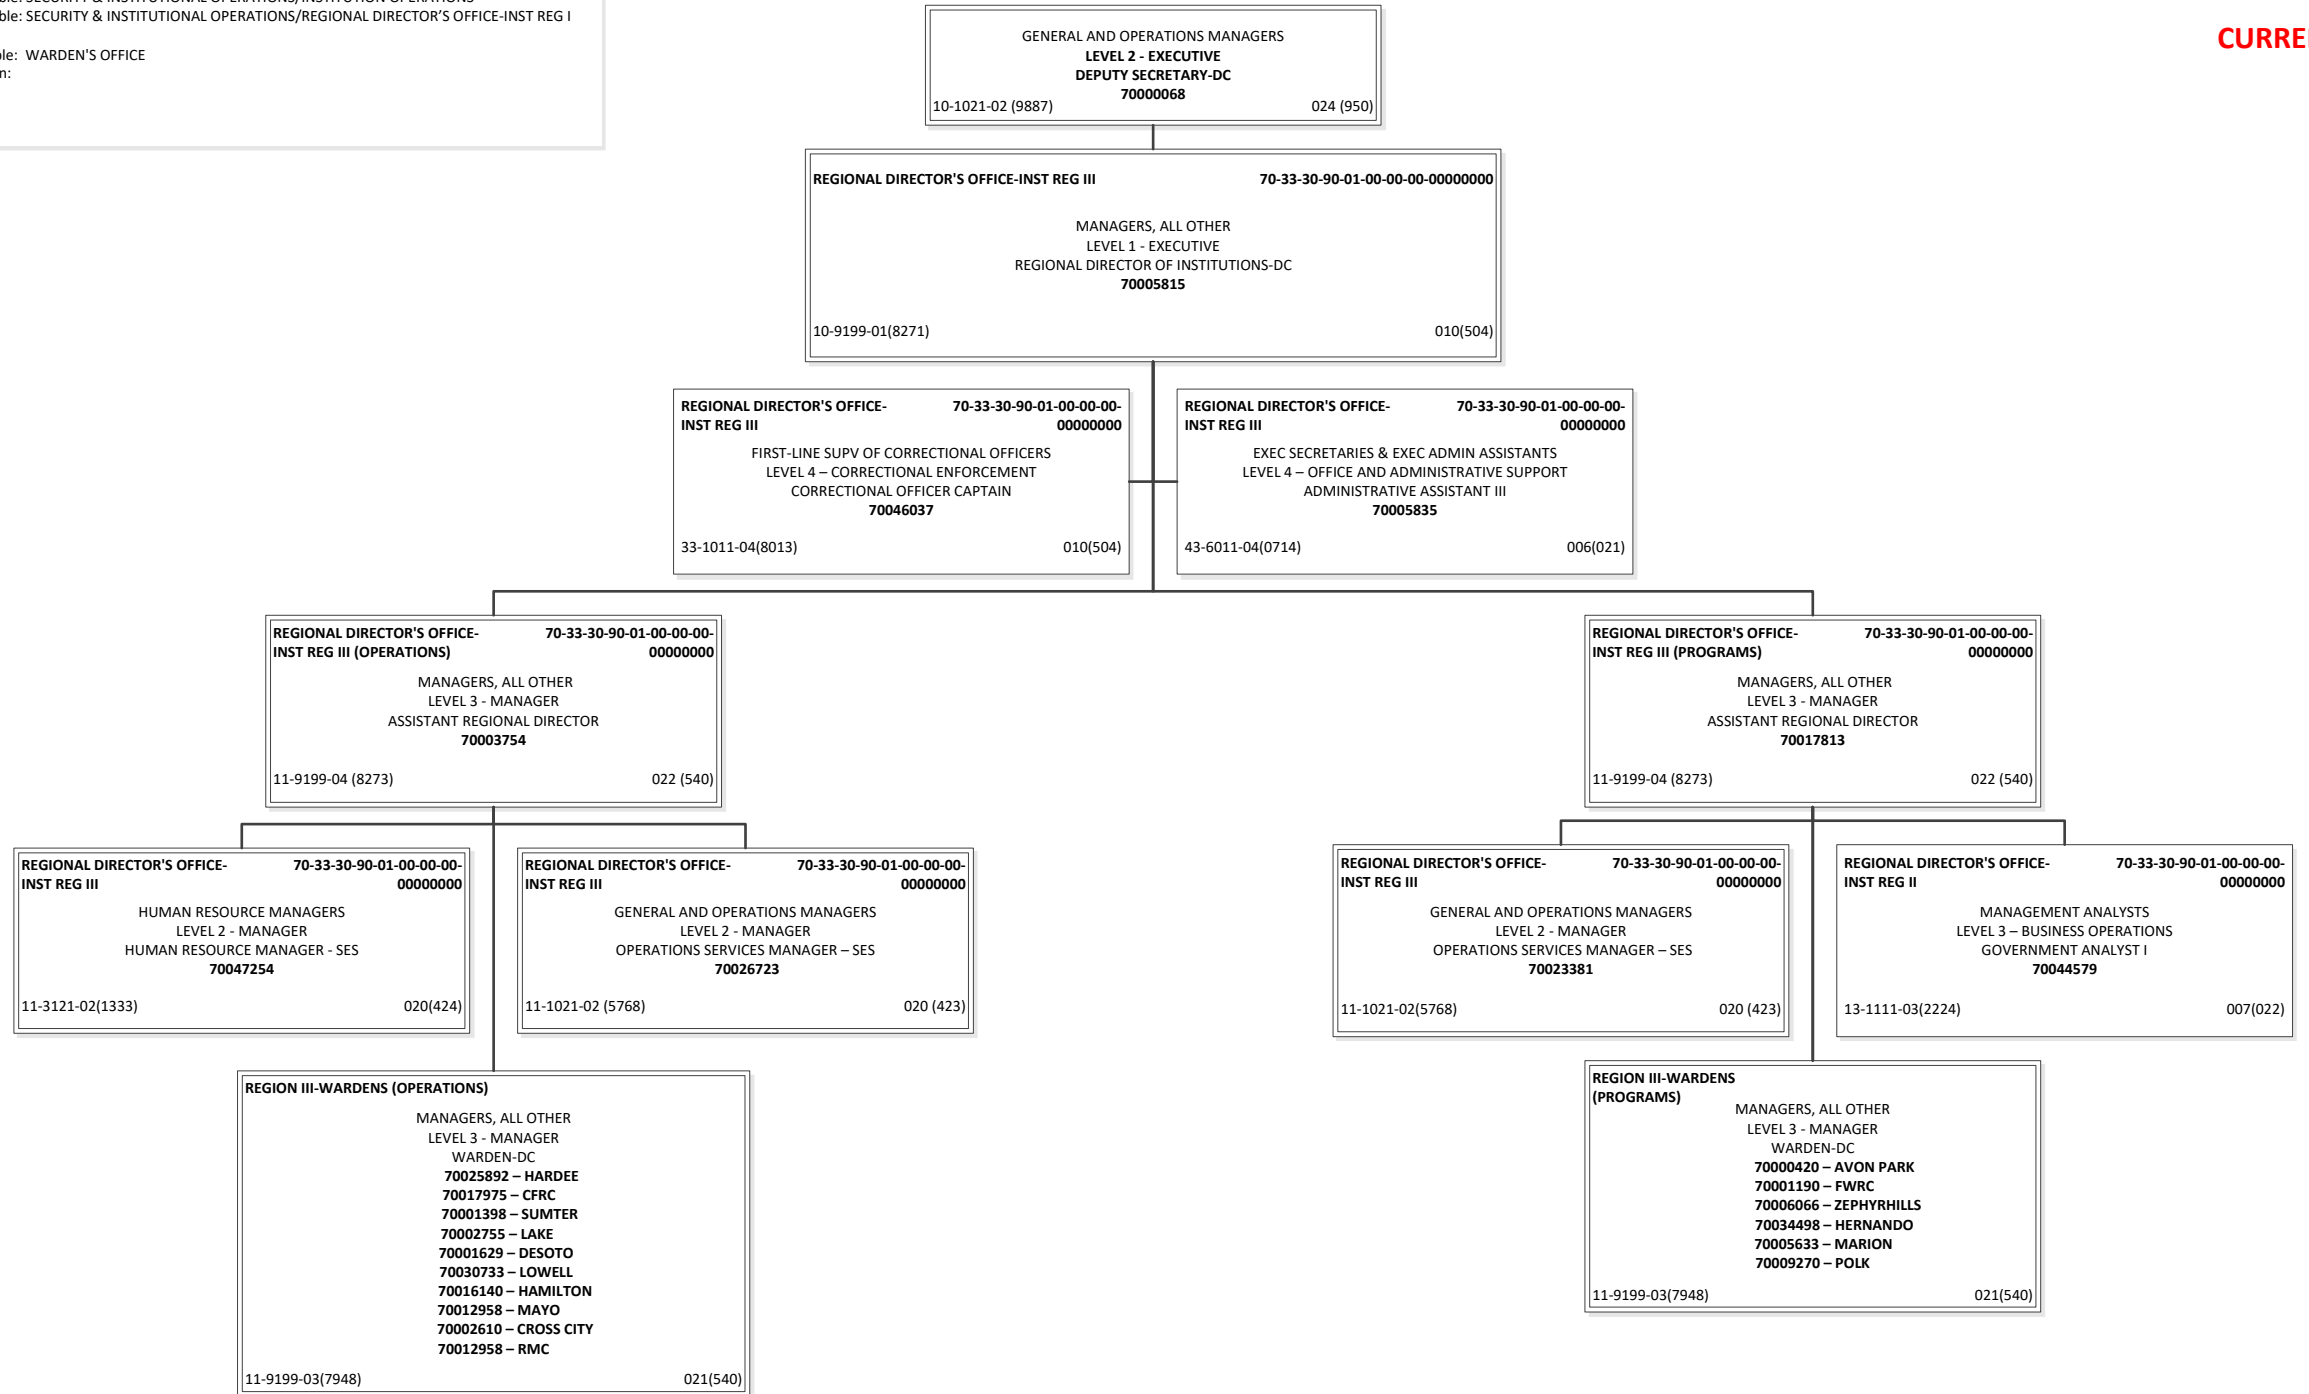 SECURITY & INSTITUTIONAL OPERATIONS/INSTITUTION OPERATIONS
ble: SECURITY & INSTITUTIONAL OPERATIONS/REGIONAL DIRECTOR'S OFFICE-INST REG I
ble: WARDEN'S OFFICE
n:
CURRE
GENERAL AND OPERATIONS MANAGERS
LEVEL 2 - EXECUTIVE
DEPUTY SECRETARY-DC
70000068
10-1021-02 (9887) 024 (950)
REGIONAL DIRECTOR'S OFFICE-INST REG III 70-33-30-90-01-00-00-00-00000000
MANAGERS, ALL OTHER
LEVEL 1 - EXECUTIVE
REGIONAL DIRECTOR OF INSTITUTIONS-DC
70005815
10-9199-01(8271) 010(504)
REGIONAL DIRECTOR'S OFFICE- 70-33-30-90-01-00-00-00-
INST REG III 00000000
FIRST-LINE SUPV OF CORRECTIONAL OFFICERS
LEVEL 4 – CORRECTIONAL ENFORCEMENT
CORRECTIONAL OFFICER CAPTAIN
70046037
33-1011-04(8013) 010(504)
REGIONAL DIRECTOR'S OFFICE- 70-33-30-90-01-00-00-00-
INST REG III 00000000
EXEC SECRETARIES & EXEC ADMIN ASSISTANTS
LEVEL 4 – OFFICE AND ADMINISTRATIVE SUPPORT
ADMINISTRATIVE ASSISTANT III
70005835
43-6011-04(0714) 006(021)
REGIONAL DIRECTOR'S OFFICE- 70-33-30-90-01-00-00-00-
INST REG III (OPERATIONS) 00000000
MANAGERS, ALL OTHER
LEVEL 3 - MANAGER
ASSISTANT REGIONAL DIRECTOR
70003754
11-9199-04 (8273) 022 (540)
REGIONAL DIRECTOR'S OFFICE- 70-33-30-90-01-00-00-00-
INST REG III (PROGRAMS) 00000000
MANAGERS, ALL OTHER
LEVEL 3 - MANAGER
ASSISTANT REGIONAL DIRECTOR
70017813
11-9199-04 (8273) 022 (540)
REGIONAL DIRECTOR'S OFFICE- 70-33-30-90-01-00-00-00-
INST REG III 00000000
HUMAN RESOURCE MANAGERS
LEVEL 2 - MANAGER
HUMAN RESOURCE MANAGER - SES
70047254
11-3121-02(1333) 020(424)
REGIONAL DIRECTOR'S OFFICE- 70-33-30-90-01-00-00-00-
INST REG III 00000000
GENERAL AND OPERATIONS MANAGERS
LEVEL 2 - MANAGER
OPERATIONS SERVICES MANAGER – SES
70026723
11-1021-02 (5768) 020 (423)
REGIONAL DIRECTOR'S OFFICE- 70-33-30-90-01-00-00-00-
INST REG III 00000000
GENERAL AND OPERATIONS MANAGERS
LEVEL 2 - MANAGER
OPERATIONS SERVICES MANAGER – SES
70023381
11-1021-02(5768) 020 (423)
REGIONAL DIRECTOR'S OFFICE- 70-33-30-90-01-00-00-00-
INST REG II 00000000
MANAGEMENT ANALYSTS
LEVEL 3 – BUSINESS OPERATIONS
GOVERNMENT ANALYST I
70044579
13-1111-03(2224) 007(022)
REGION III-WARDENS (OPERATIONS)
MANAGERS, ALL OTHER
LEVEL 3 - MANAGER
WARDEN-DC
70025892 – HARDEE
70017975 – CFRC
70001398 – SUMTER
70002755 – LAKE
70001629 – DESOTO
70030733 – LOWELL
70016140 – HAMILTON
70012958 – MAYO
70002610 – CROSS CITY
70012958 – RMC
11-9199-03(7948) 021(540)
REGION III-WARDENS
(PROGRAMS)
MANAGERS, ALL OTHER
LEVEL 3 - MANAGER
WARDEN-DC
70000420 – AVON PARK
70001190 – FWRC
70006066 – ZEPHYRHILLS
70034498 – HERNANDO
70005633 – MARION
70009270 – POLK
11-9199-03(7948) 021(540)